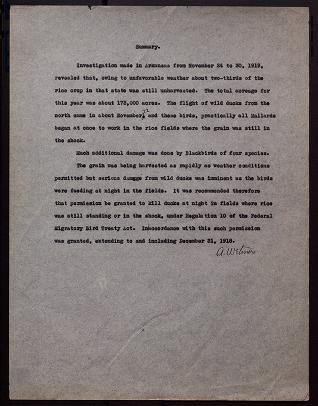 Summary.
Investigation made in Arkansas from November 24 to 30, 1919,
revealed that, owing to unfavorable weather about two-thirds of the
rice crop in that state was still unharvested. The total acreage for
this year was about 173,000 acres. The flight of wild ducks from the
north came in about November, and these birds, practically all Mallards
began at once to work in the rice fields where the grain was still in
the shock.
Much additional damage was done by Blackbirds of four species.
The grain was being harvested as rapidly as weather conditions
permitted but serious damage from wild ducks was imminent as the birds
were feeding at night in the fields. It was recommended therefore
that permission be granted to kill ducks at night in fields where rice
was still standing or in the shock, under Regulation 10 of the Federal
Migratory Bird Treaty Act. In accordance with this such permission
was granted, extending to and including December 31, 1918.
A. Wetmore